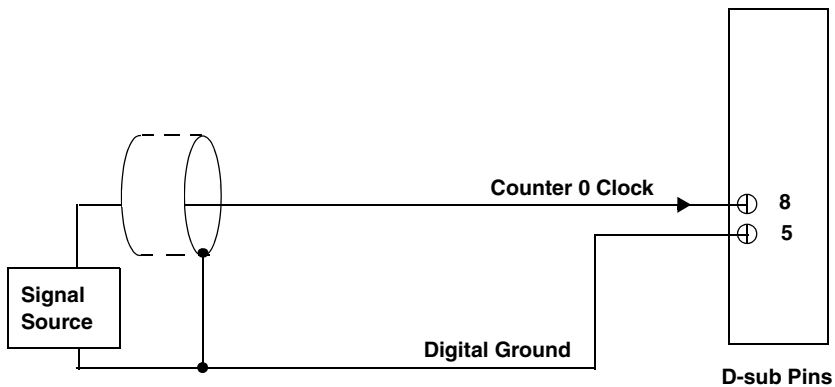 Counter 0 Clock
8
5
Signal
Source
Digital Ground
D-sub Pins